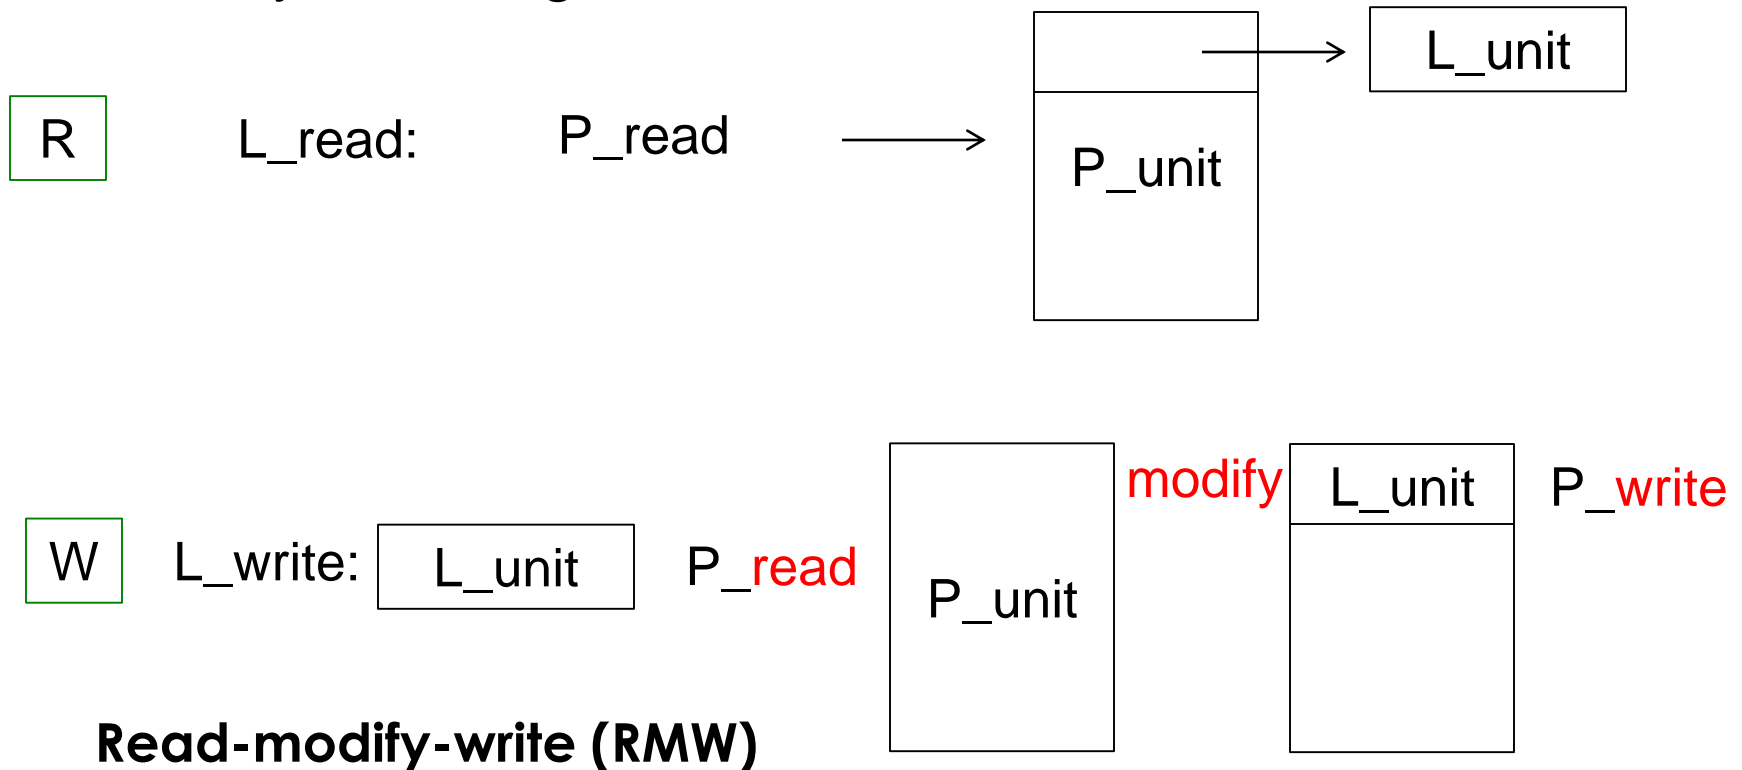 L_unit
R L_read: P_read
P_unit
modify L_unit P_write
W L_write: L_unit P_read
P_unit
Read-modify-write (RMW)